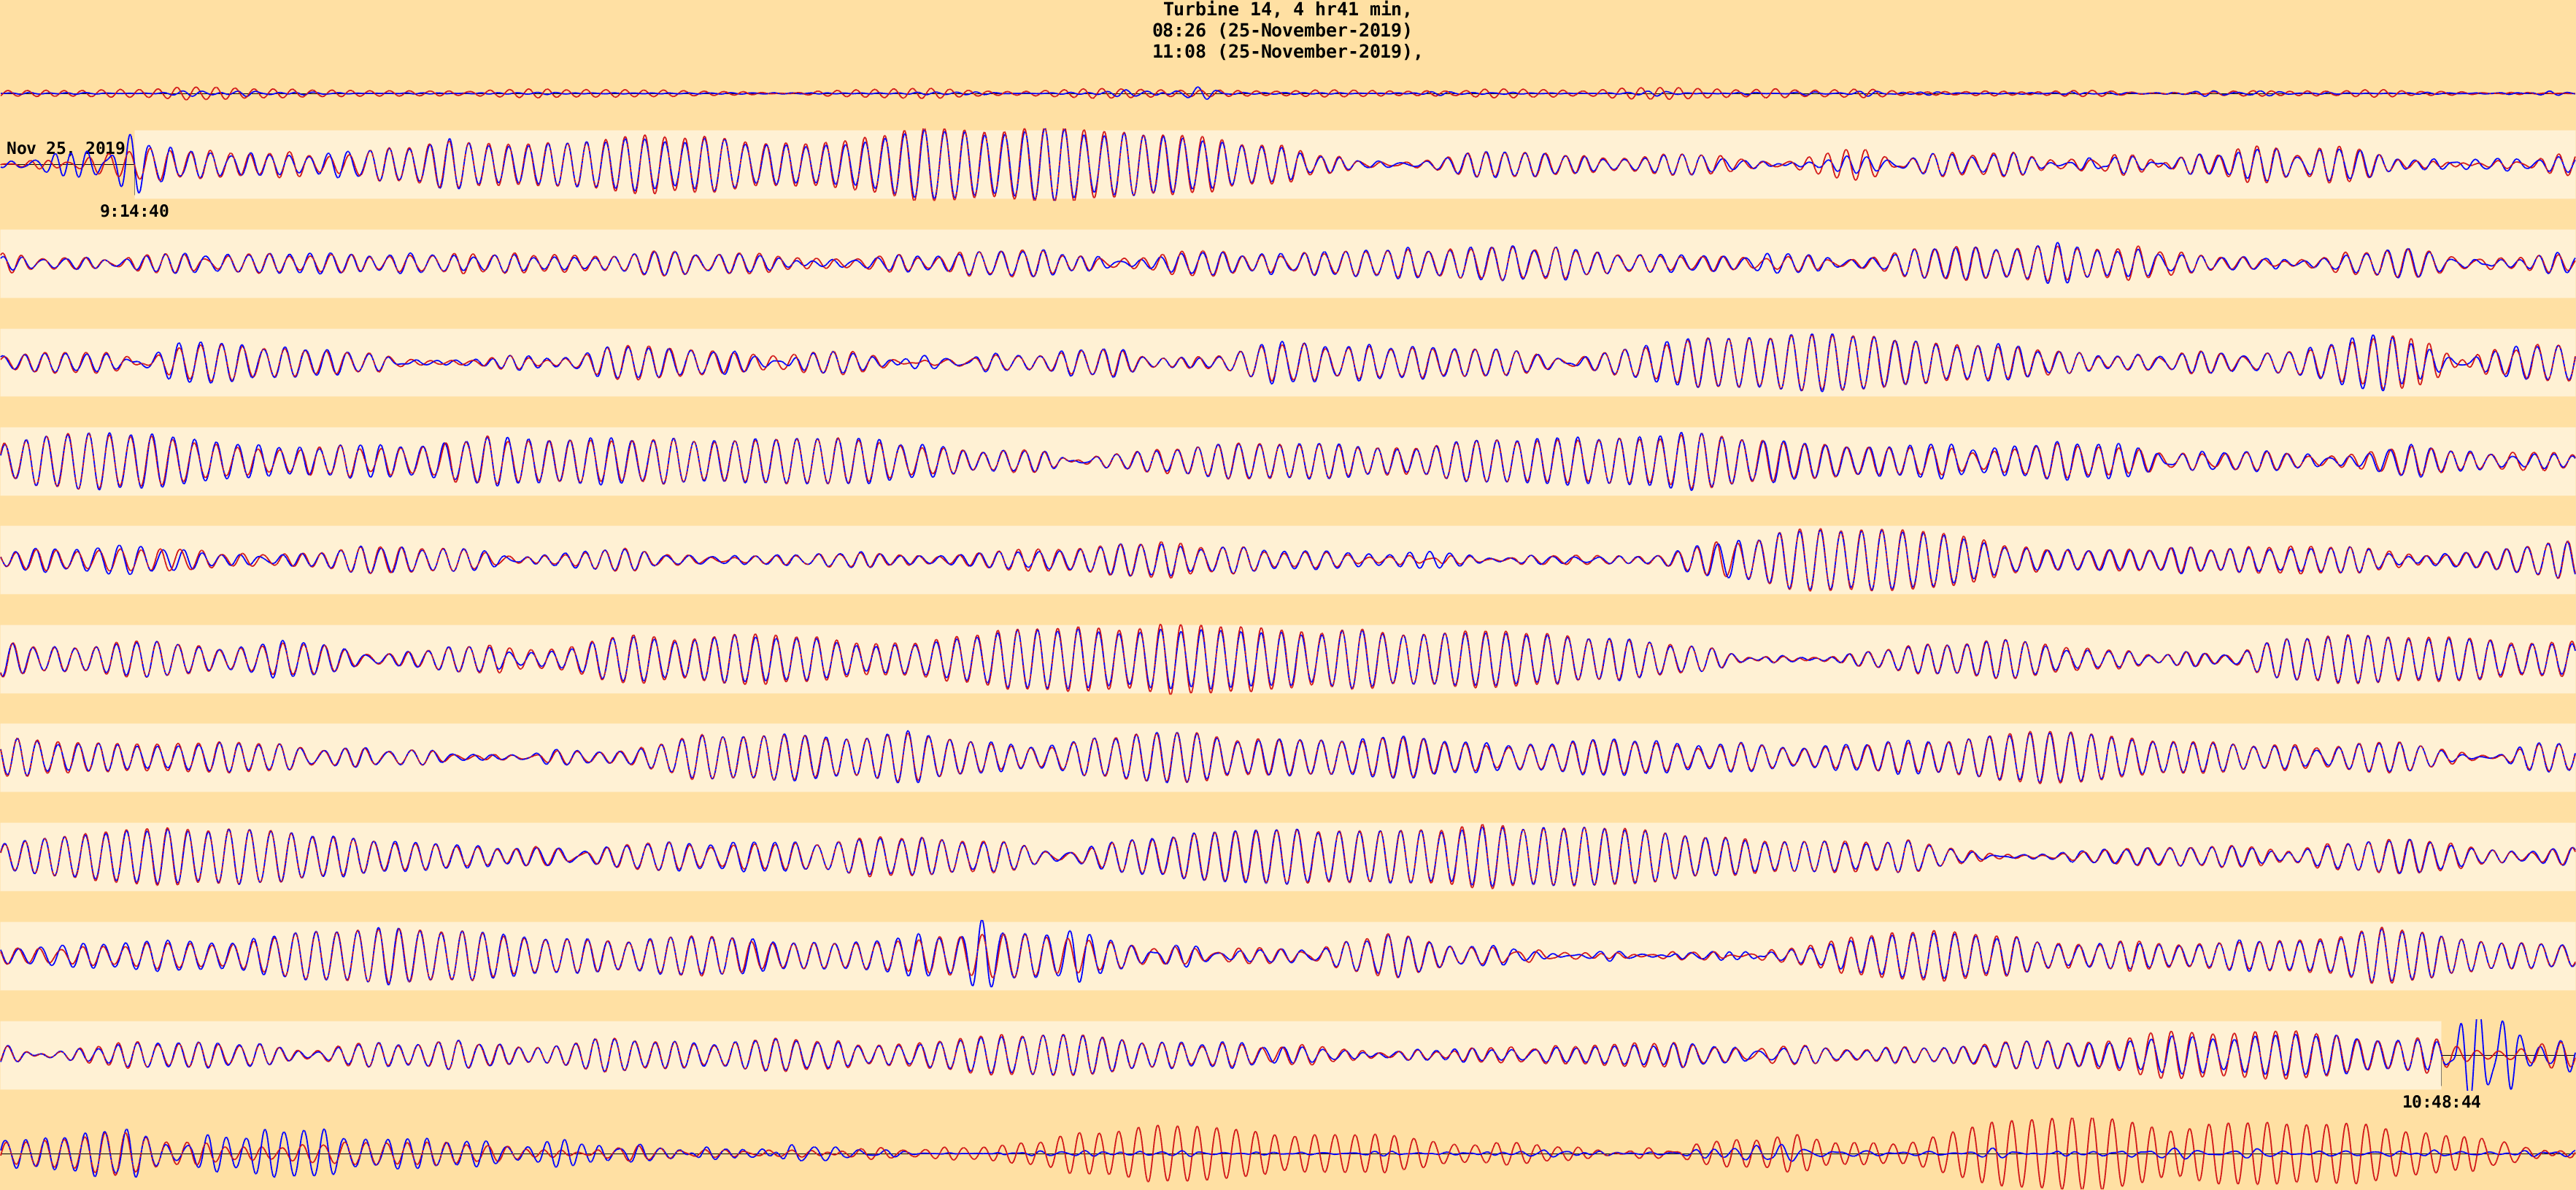 Turbine 14, 4 hr41 min,
08:26 (25-November-2019)
11:08 (25-November-2019),
Nov 25, 2019
9:14:40
10:48:44